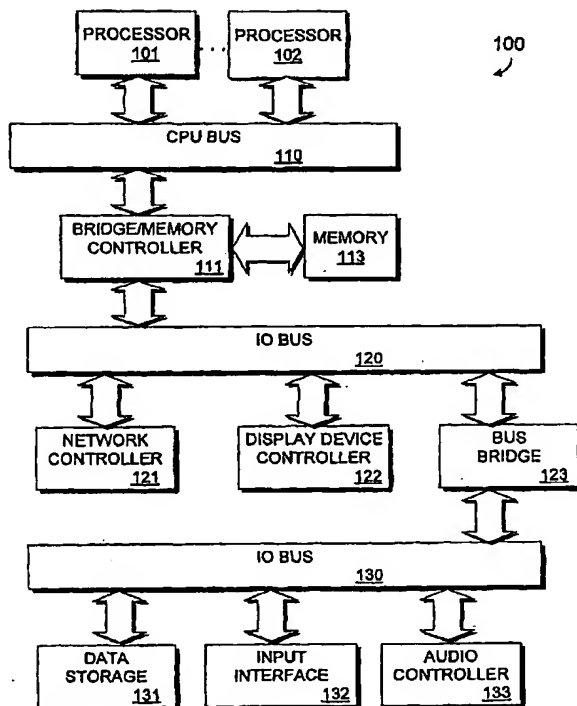 PROCESSOR
101
PROCESSOR
102
100
CPU BUS
110
BRIDGE/MEMORY
CONTROLLER
111
MEMORY
113
IO BUS
120
NETWORK
CONTROLLER
121
DISPLAY DEVICE
CONTROLLER
122
BUS
BRIDGE
123
IO BUS
130
DATA
STORAGE
131
INPUT
INTERFACE
132
AUDIO
CONTROLLER
133